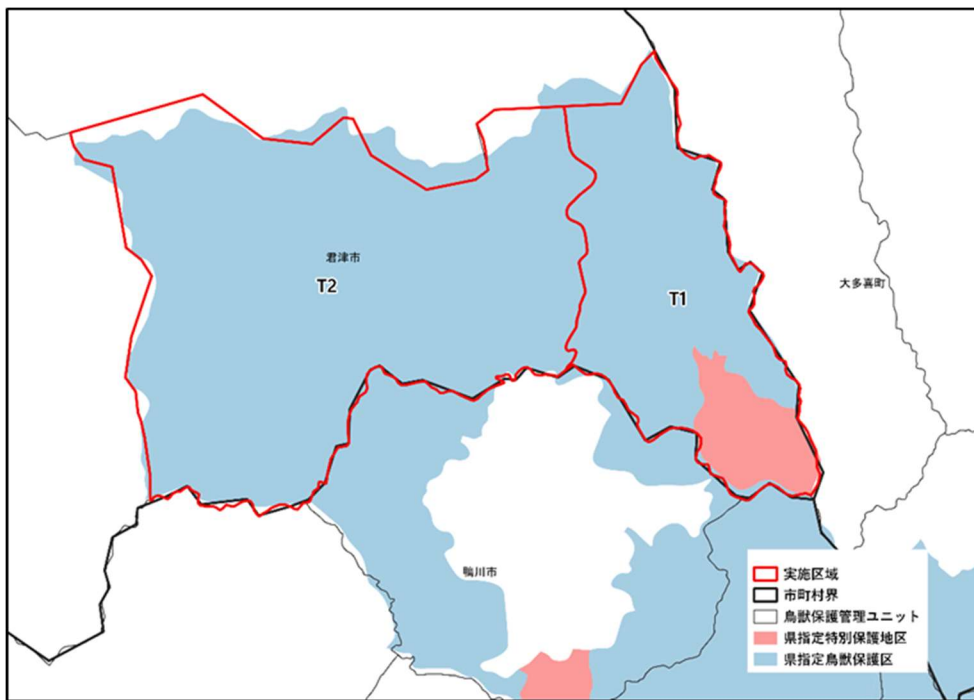 君津市
T2
T1
大多喜町
鴨川市
実施区域
市町村界
鳥獣保護管理ユニット
県指定特別保護地区
県指定鳥獣保護区